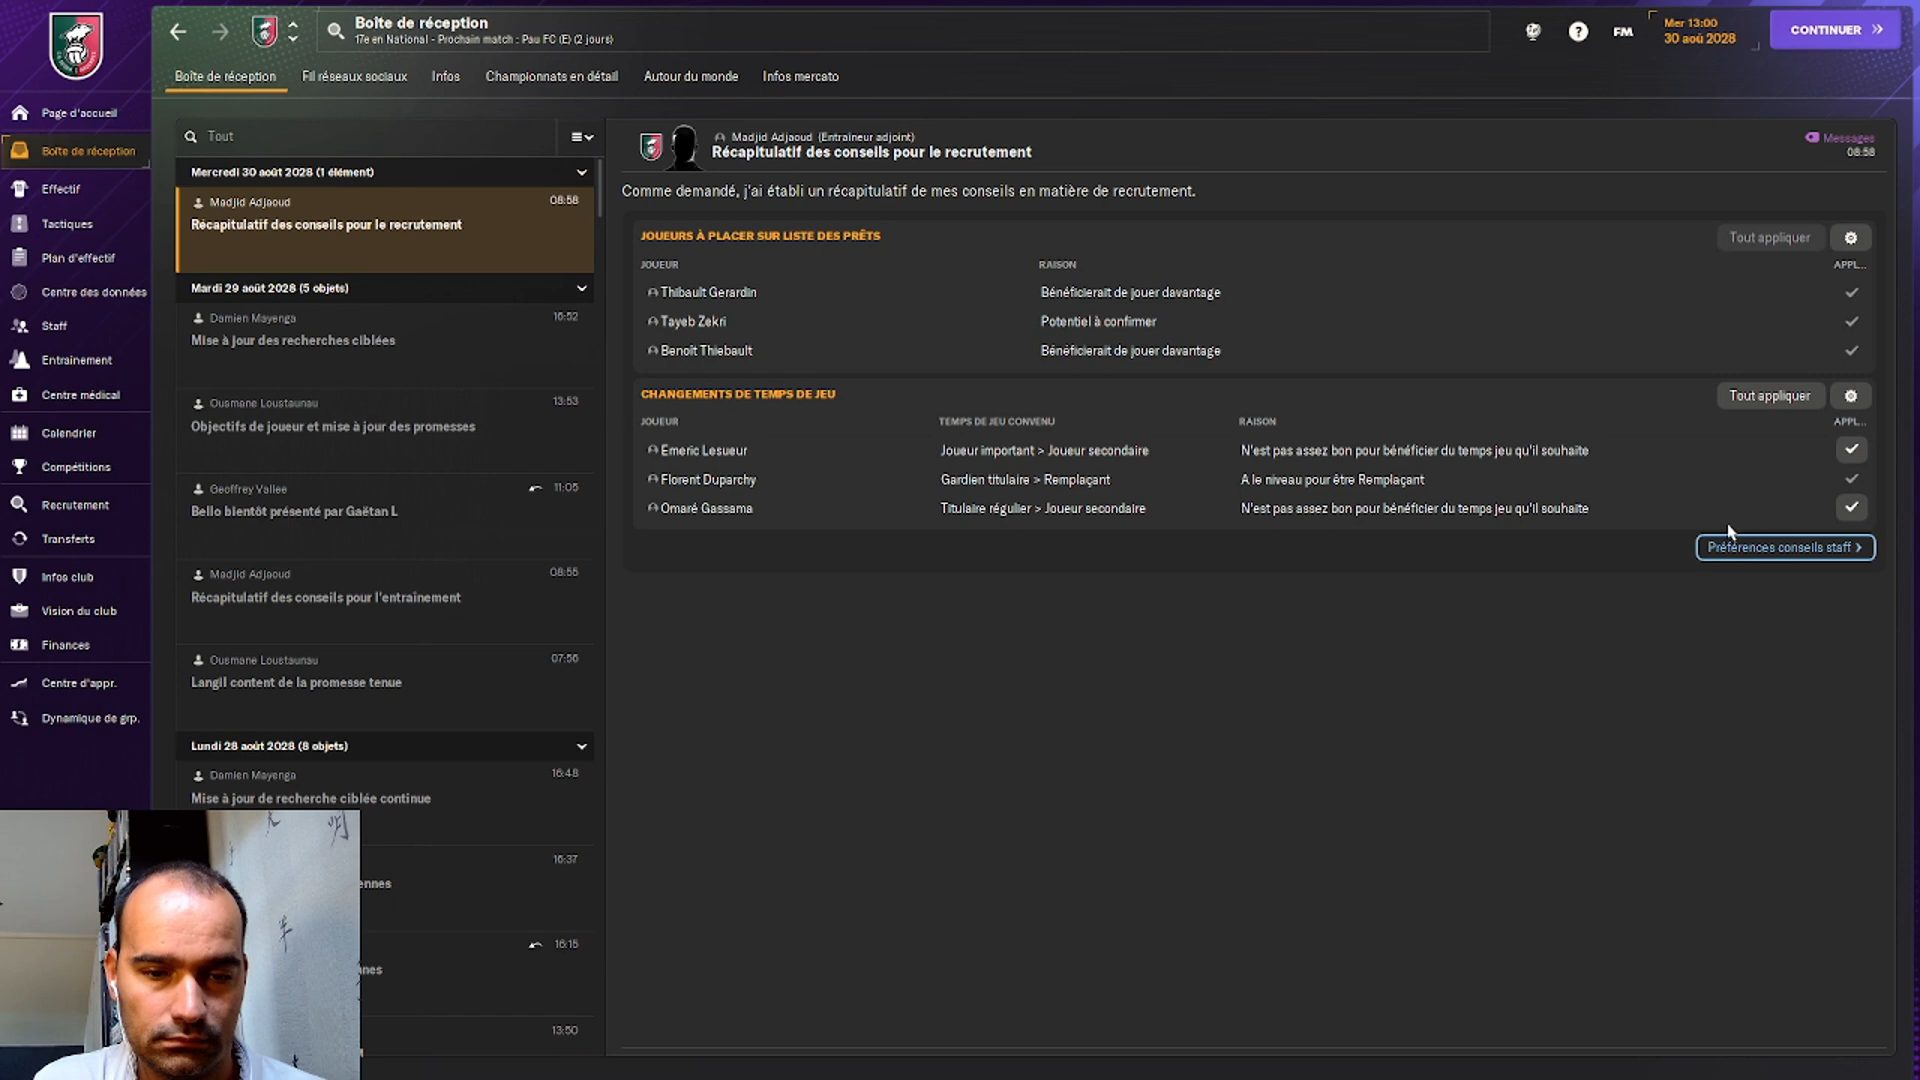 Boîte de réception
17e en National - Prochain match : Pau FC (E) (2 jours)
FM
Mer 13:00
30 aoû 2028
CONTINUER
Boîte de réception
Fil réseaux sociaux
Infos
Championnats en détail
Autour du monde
Infos mercato
Page d'accueil
Boîte de réception
Effectif
Tactiques
Plan d'effectif
Centre des données
Staff
Entrainement
Centre médical
Calendrier
Compétitions
Recrutement
Transferts
Infos club
Vision du club
Finances
Centre d'appr.
Dynamique de grp.
Tout
Mercredi 30 août 2028 (1 élément)
Madjid Adjaoud
08:58
Récapitulatif des conseils pour le recrutement
Mardi 29 août 2028 (5 objets)
Damien Mayenga
16:52
Mise à jour des recherches ciblées
Ousmane Loustaunau
13:53
Objectifs de joueur et mise à jour des promesses
Geoffrey Vallee
11:05
Bello bientôt présenté par Gaëtan L
Madjid Adjaoud
08:55
Récapitulatif des conseils pour l'entraînement
Ousmane Loustaunau
07:56
Langil content de la promesse tenue
Lundi 28 août 2028 (8 objets)
Damien Mayenga
16:48
Mise à jour de recherche ciblée continue
16:37
ennes
16:15
nes
13:50
Madjid Adjaoud (Entraîneur adjoint)
Récapitulatif des conseils pour le recrutement
Messages
08:58
Comme demandé, j'ai établi un récapitulatif de mes conseils en matière de recrutement.
JOUEURS À PLACER SUR LISTE DES PRÊTS
Tout appliquer
JOUEUR
RAISON
APPL...
Thibault Gerardin
Bénéficierait de jouer davantage
Tayeb Zekri
Potentiel à confirmer
Benoît Thiebault
Bénéficierait de jouer davantage
CHANGEMENTS DE TEMPS DE JEU
Tout appliquer
JOUEUR
TEMPS DE JEU CONVENU
RAISON
APPL...
Emeric Lesueur
Joueur important > Joueur secondaire
N'est pas assez bon pour bénéficier du temps jeu qu'il souhaite
Florent Duparchy
Gardien titulaire > Remplaçant
A le niveau pour être Remplaçant
Omaré Gassama
Titulaire régulier > Joueur secondaire
N'est pas assez bon pour bénéficier du temps jeu qu'il souhaite
Préférences conseils staff >